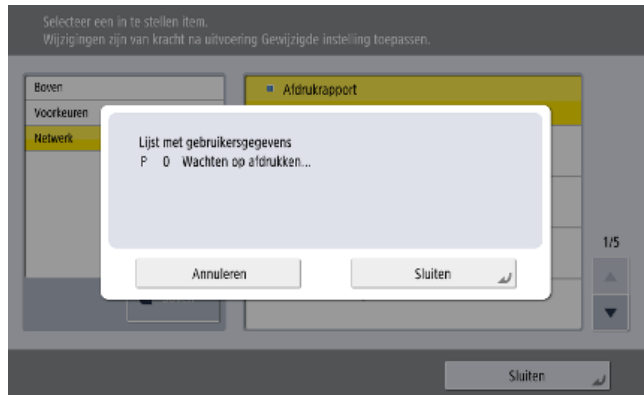 Selecteer een in te stellen item.
Wijzigingen zijn van kracht na uitvoering Gewijzigde instelling toepassen.
Boven
Voorkeuren
Netwerk
Afdrukrapport
Lijst met gebruikersgegevens
P 0 Wachten op afdrukken...
Annuleren
Sluiten
1/5
Sluiten